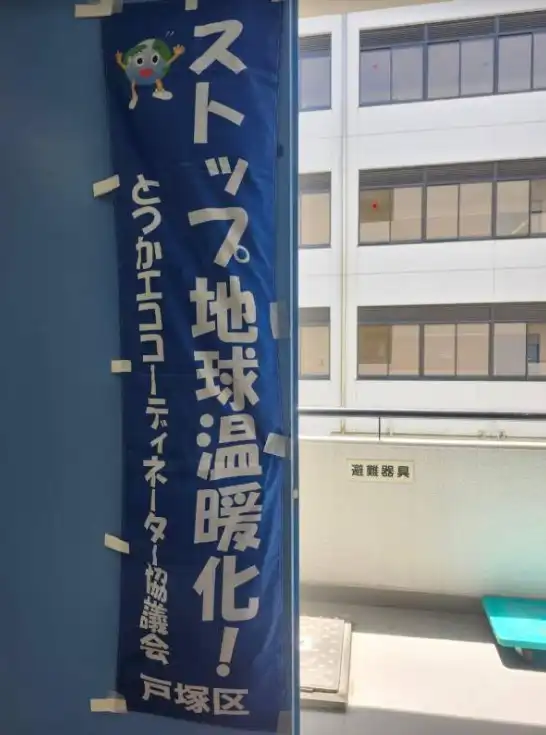 ストップ地球温暖化！
とつかエココーディネーター協議会
戸塚区
避難器具